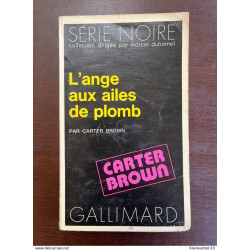 SÉRIE NOIRE
collection dirigée par marcel duhamel
L'ange
aux ailes
de plomb
PAR CARTER BROWN
CARTER
BROWN
GALLIMARD